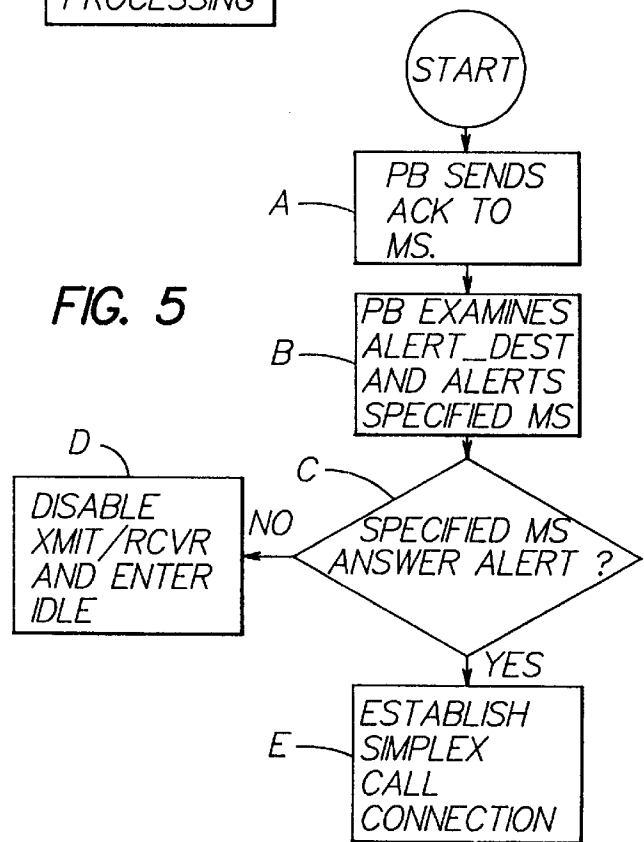 PROCESSING
START
A
PB SENDS
ACK TO
MS.
FIG. 5
B
PB EXAMINES
ALERT_DEST
AND ALERTS
SPECIFIED MS
D
C
DISABLE
XMIT/RCVR
AND ENTER
IDLE
NO
SPECIFIED MS
ANSWER ALERT ?
YES
E
ESTABLISH
SIMPLEX
CALL
CONNECTION